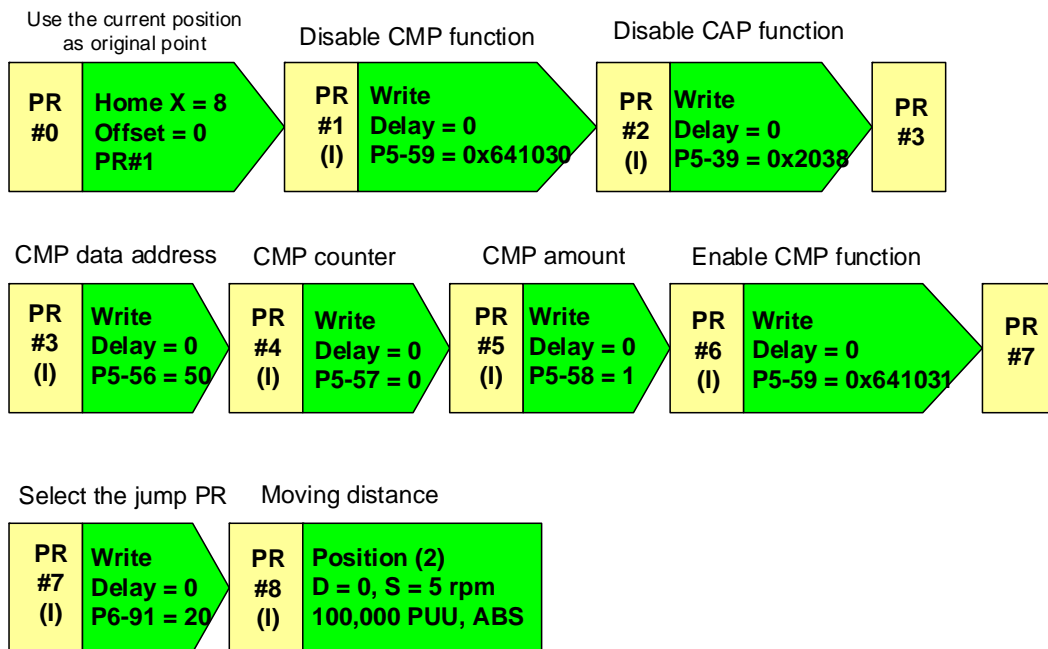 Use the current position
as original point
Disable CMP function
Disable CAP function
PR
#0
Home X = 8
Offset = 0
PR#1
PR
#1
(I)
Write
Delay = 0
P5-59 = 0x641030
PR
#2
(I)
Write
Delay = 0
P5-39 = 0x2038
PR
#3
CMP data address
CMP counter
CMP amount
Enable CMP function
PR
#3
(I)
Write
Delay = 0
P5-56 = 50
PR
#4
(I)
Write
Delay = 0
P5-57 = 0
PR
#5
(I)
Write
Delay = 0
P5-58 = 1
PR
#6
(I)
Write
Delay = 0
P5-59 = 0x641031
PR
#7
Select the jump PR
Moving distance
PR
#7
(I)
Write
Delay = 0
P6-91 = 20
PR
#8
(I)
Position (2)
D = 0, S = 5 rpm
100,000 PUU, ABS